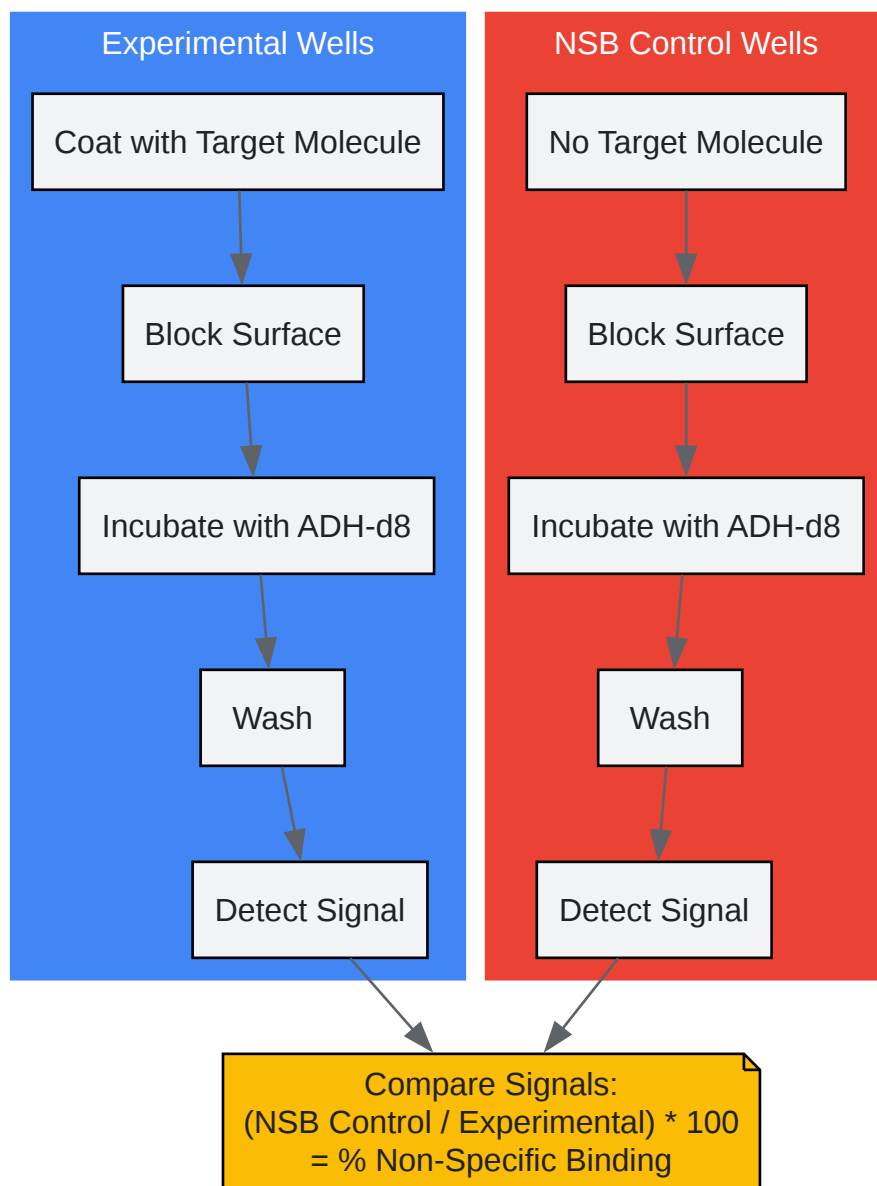 Experimental Wells
Coat with Target Molecule
Block Surface
Incubate with ADH-d8
Wash
Detect Signal
NSB Control Wells
No Target Molecule
Block Surface
Incubate with ADH-d8
Wash
Detect Signal
Compare Signals:
(NSB Control / Experimental) * 100
= % Non-Specific Binding